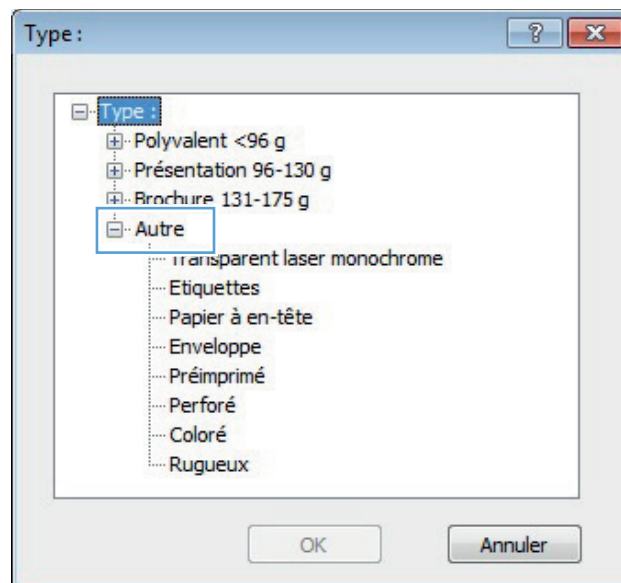 Type :
Type :
Polyvalent <96 g
Présentation 96-130 g
Brochure 131-175 g
Autre
Transparent laser monochrome
Etiquettes
Papier à en-tête
Enveloppe
Préimprimé
Perforé
Coloré
Rugueux
OK Annuler